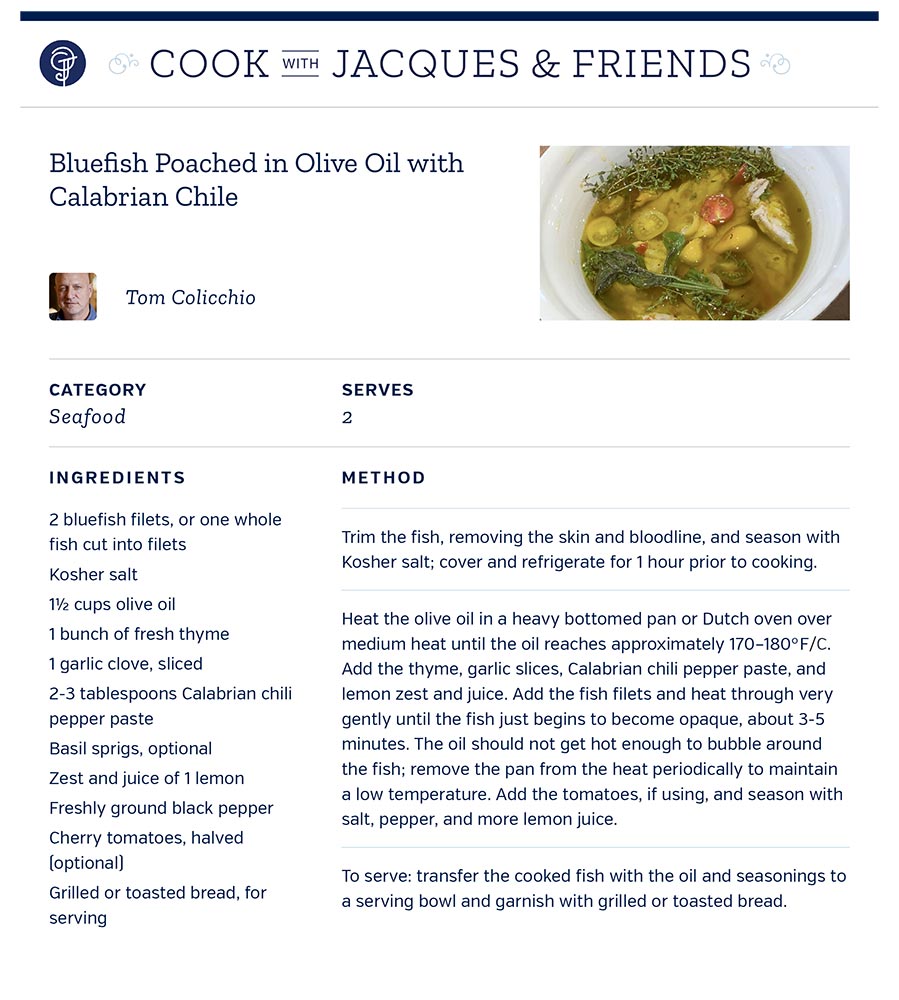 COOK WITH JACQUES & FRIENDS
Bluefish Poached in Olive Oil with
Calabrian Chile
Tom Colicchio
CATEGORY
Seafood
SERVES
2
INGREDIENTS
2 bluefish filets, or one whole
fish cut into filets
Kosher salt
1½ cups olive oil
1 bunch of fresh thyme
1 garlic clove, sliced
2-3 tablespoons Calabrian chili
pepper paste
Basil sprigs, optional
Zest and juice of 1 lemon
Freshly ground black pepper
Cherry tomatoes, halved
(optional)
Grilled or toasted bread, for
serving
METHOD
Trim the fish, removing the skin and bloodline, and season with
Kosher salt; cover and refrigerate for 1 hour prior to cooking.
Heat the olive oil in a heavy bottomed pan or Dutch oven over
medium heat until the oil reaches approximately 170–180°F/C.
Add the thyme, garlic slices, Calabrian chili pepper paste, and
lemon zest and juice. Add the fish filets and heat through very
gently until the fish just begins to become opaque, about 3-5
minutes. The oil should not get hot enough to bubble around
the fish; remove the pan from the heat periodically to maintain
a low temperature. Add the tomatoes, if using, and season with
salt, pepper, and more lemon juice.
To serve: transfer the cooked fish with the oil and seasonings to
a serving bowl and garnish with grilled or toasted bread.